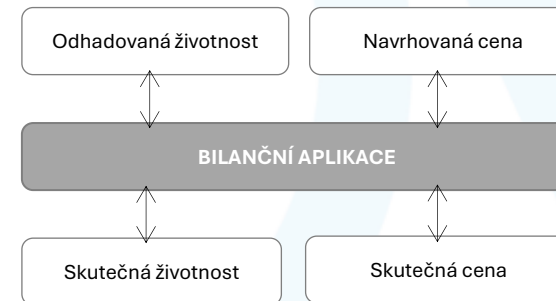 Odhadovaná životnost
Navrhovaná cena
BILANČNÍ APLIKACE
Skutečná životnost
Skutečná cena